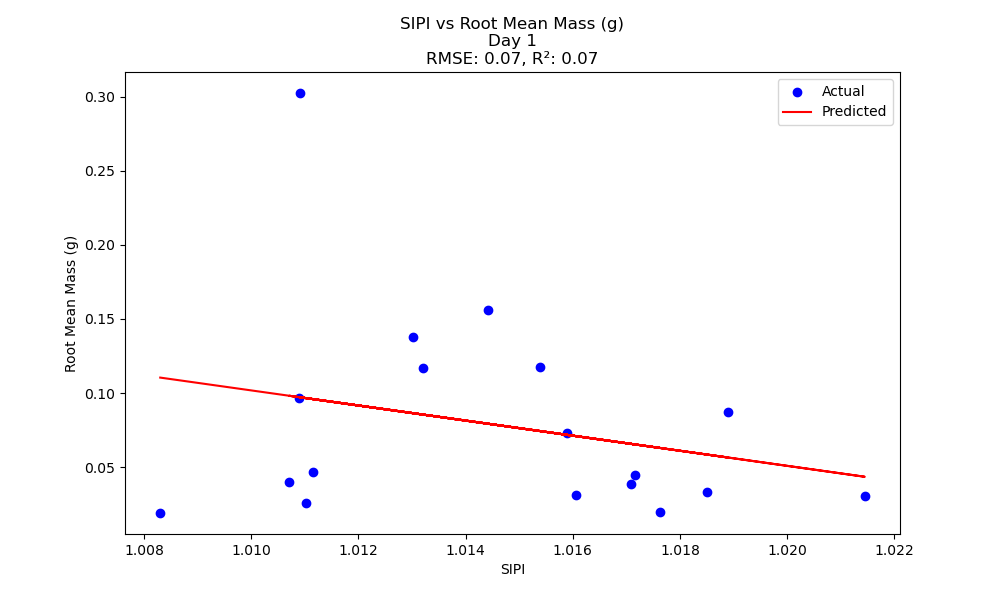 SIPI vs Root Mean Mass (g)
Day 1
RMSE: 0.07, R²: 0.07
Actual
Predicted
0.30
0.25
0.20
0.15
0.10
0.05
Root Mean Mass (g)
1.008
1.010
1.012
1.014
1.016
1.018
1.020
1.022
SIPI